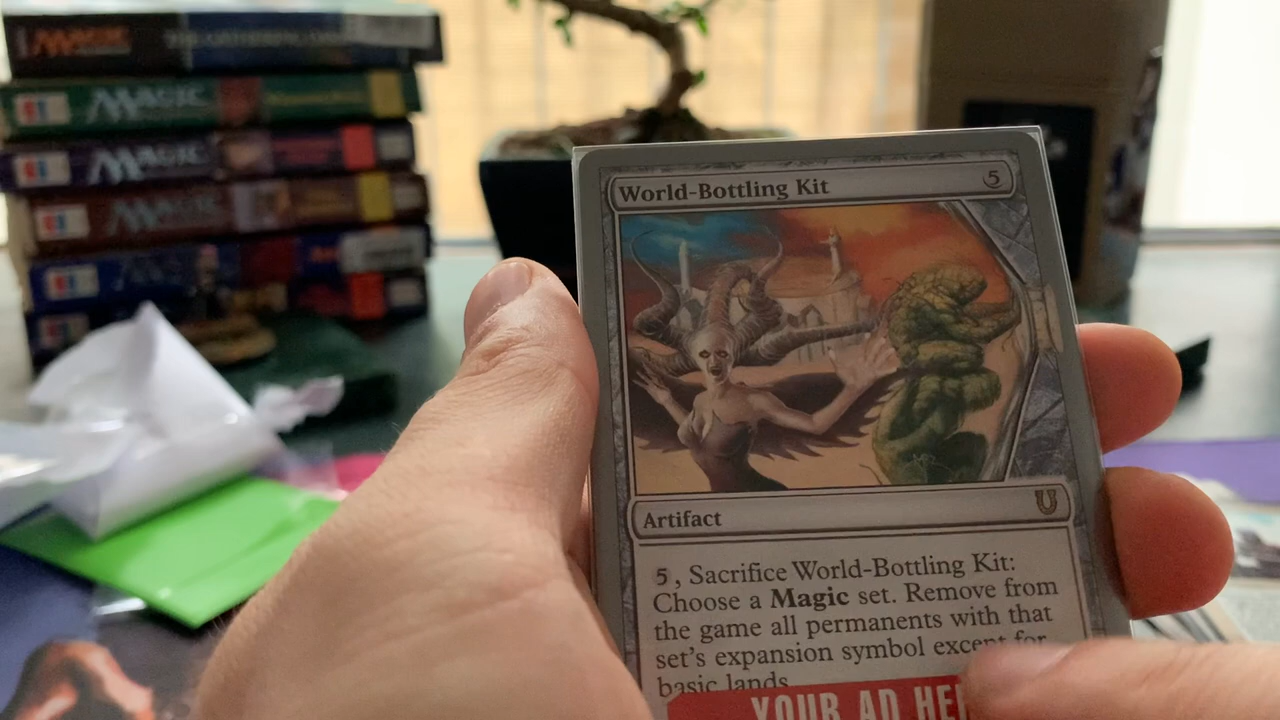 MAGIC
MAGIC
MAGIC
MAGIC
World-Bottling Kit 5
Artifact
5, Sacrifice World-Bottling Kit:
Choose a Magic set. Remove from
the game all permanents with that
set's expansion symbol except for
basic lands.
YOUR AD HE